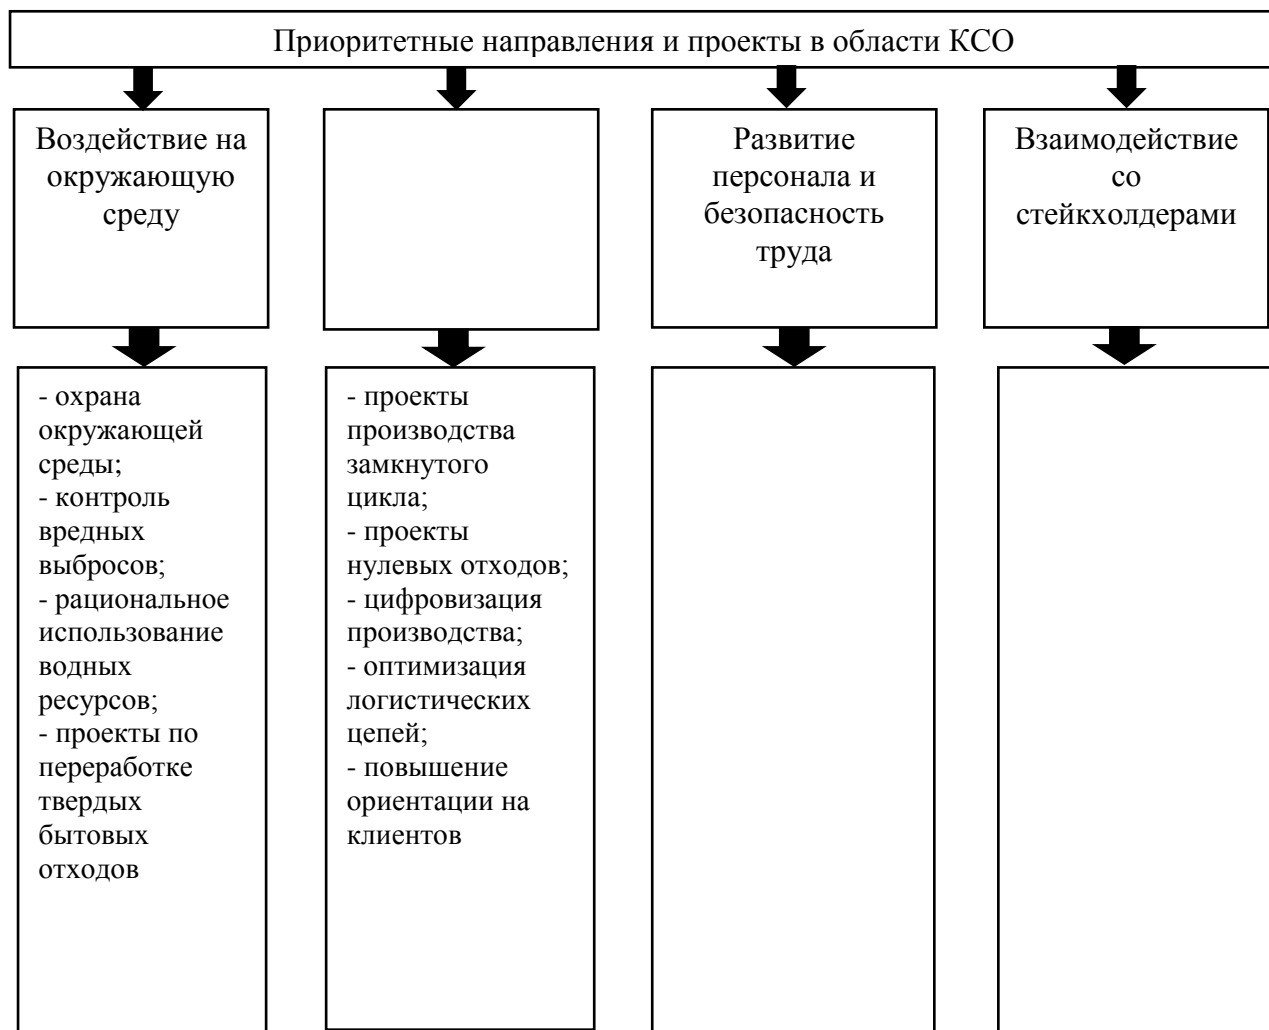 Приоритетные направления и проекты в области КСО
Воздействие на
окружающую
среду
Развитие
персонала и
безопасность
труда
Взаимодействие
со
стейкхолдерами
- охрана
окружающей
среды;
- контроль
вредных
выбросов;
- рациональное
использование
водных
ресурсов;
- проекты по
переработке
твердых
бытовых
отходов
- проекты
производства
замкнутого
цикла;
- проекты
нулевых отходов;
- цифровизация
производства;
- оптимизация
логистических
цепей;
- повышение
ориентации на
клиентов